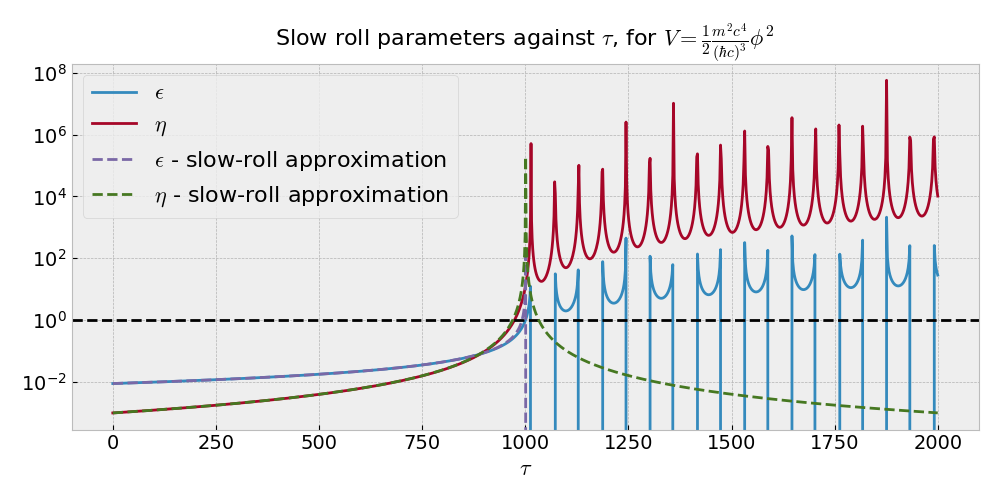 Slow roll parameters against τ, for V = 1/2 m²c⁴/(ħc)³ ϕ²
10⁸
10⁶
10⁴
10²
10⁰
10⁻²
ϵ
η
ϵ - slow-roll approximation
η - slow-roll approximation
0 250 500 750 1000 1250 1500 1750 2000
τ